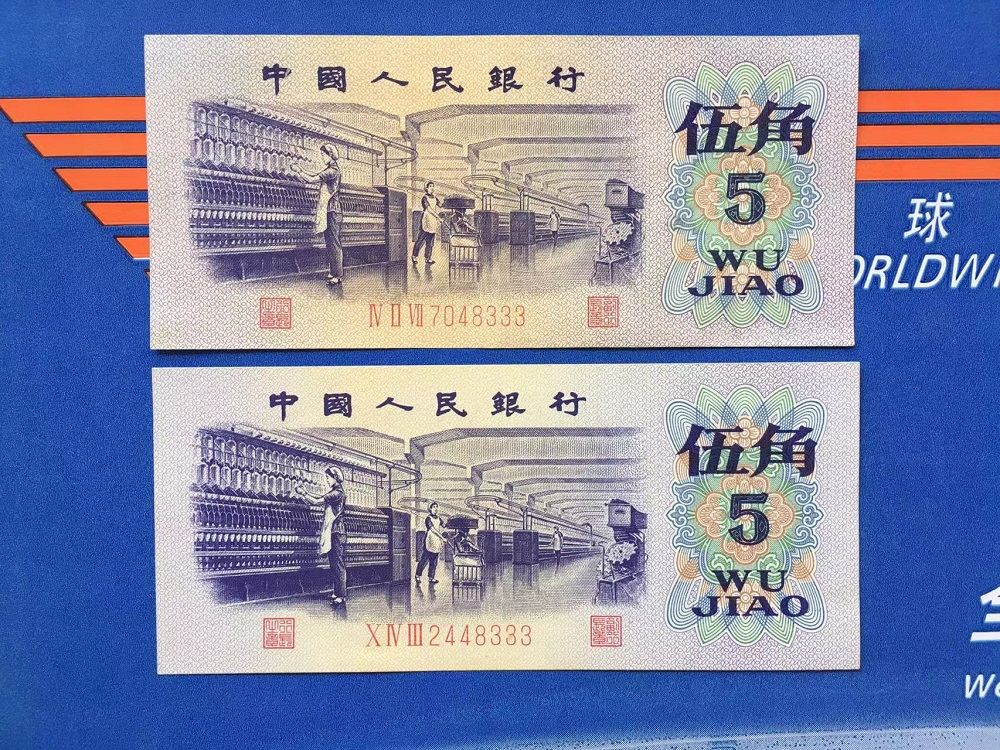 中國人民銀行
伍角
5
WU
JIAO
ⅣⅡⅦ7048333
球
ORLDWI
中國人民銀行
伍角
5
WU
JIAO
ⅩⅣⅢ2448333